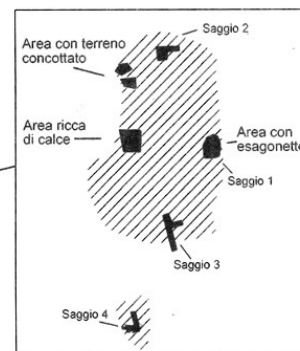 Saggio 2
Area con terreno
concottato
Area ricca
di calce
Area con
esagonette
Saggio 1
Saggio 3
Saggio 4